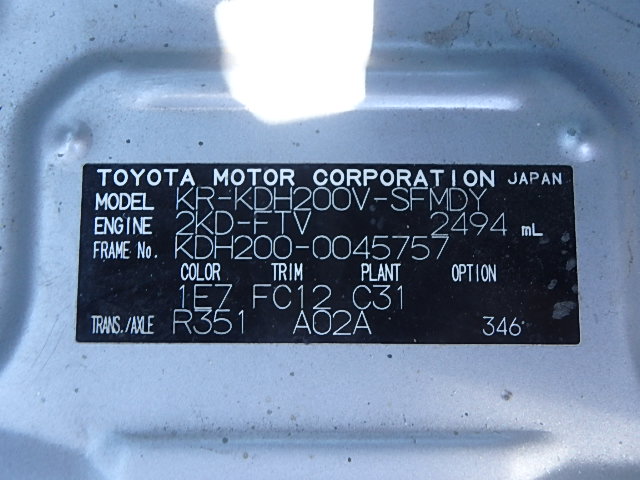 TOYOTA MOTOR CORPORATION JAPAN
MODEL KR-KDH200V-SFMDY
ENGINE 2KD-FTV 2494 mL
FRAME No. KDH200-0045757
COLOR TRIM PLANT OPTION
1E7 FC12 C31
TRANS./AXLE R351 A02A 346